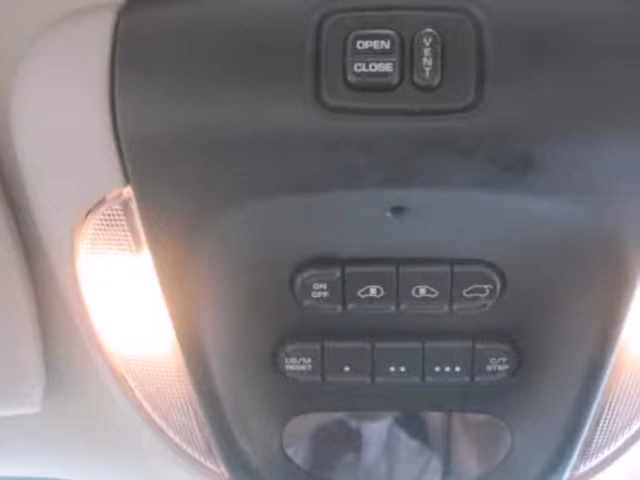 OPEN
CLOSE
VENT
ON
OFF
US/M
RESET
C/T
STEP